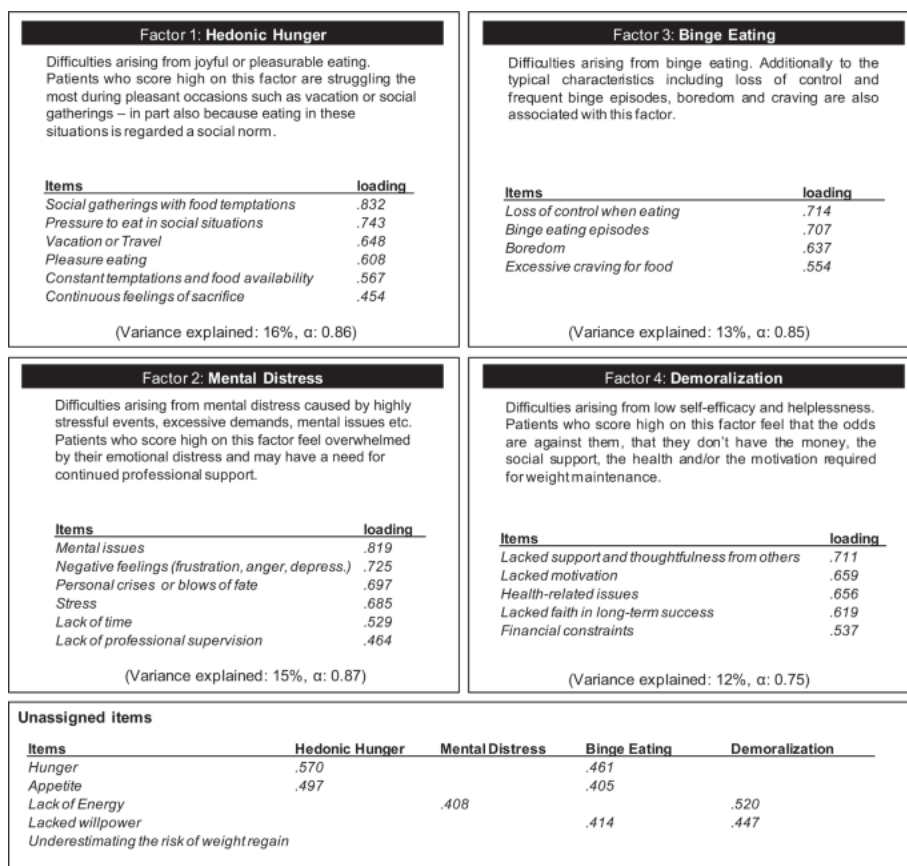 Factor 1: Hedonic Hunger
Difficulties arising from joyful or pleasurable eating.
Patients who score high on this factor are struggling the
most during pleasant occasions such as vacation or social
gatherings – in part also because eating in these
situations is regarded a social norm.
Items loading
Social gatherings with food temptations .832
Pressure to eat in social situations .743
Vacation or Travel .648
Pleasure eating .608
Constant temptations and food availability .567
Continuous feelings of sacrifice .454
(Variance explained: 16%, α: 0.86)
Factor 3: Binge Eating
Difficulties arising from binge eating. Additionally to the
typical characteristics including loss of control and
frequent binge episodes, boredom and craving are also
associated with this factor.
Items loading
Loss of control when eating .714
Binge eating episodes .707
Boredom .637
Excessive craving for food .554
(Variance explained: 13%, α: 0.85)
Factor 2: Mental Distress
Difficulties arising from mental distress caused by highly
stressful events, excessive demands, mental issues etc.
Patients who score high on this factor feel overwhelmed
by their emotional distress and may have a need for
continued professional support.
Items loading
Mental issues .819
Negative feelings (frustration, anger, depress.) .725
Personal crises or blows of fate .697
Stress .685
Lack of time .529
Lack of professional supervision .464
(Variance explained: 15%, α: 0.87)
Factor 4: Demoralization
Difficulties arising from low self-efficacy and helplessness.
Patients who score high on this factor feel that the odds
are against them, that they don't have the money, the
social support, the health and/or the motivation required
for weight maintenance.
Items loading
Lacked support and thoughtfulness from others .711
Lacked motivation .659
Health-related issues .656
Lacked faith in long-term success .619
Financial constraints .537
(Variance explained: 12%, α: 0.75)
Unassigned items
Items Hedonic Hunger Mental Distress Binge Eating Demoralization
Hunger .570 .461
Appetite .497 .405
Lack of Energy .408 .520
Lacked willpower .414 .447
Underestimating the risk of weight regain